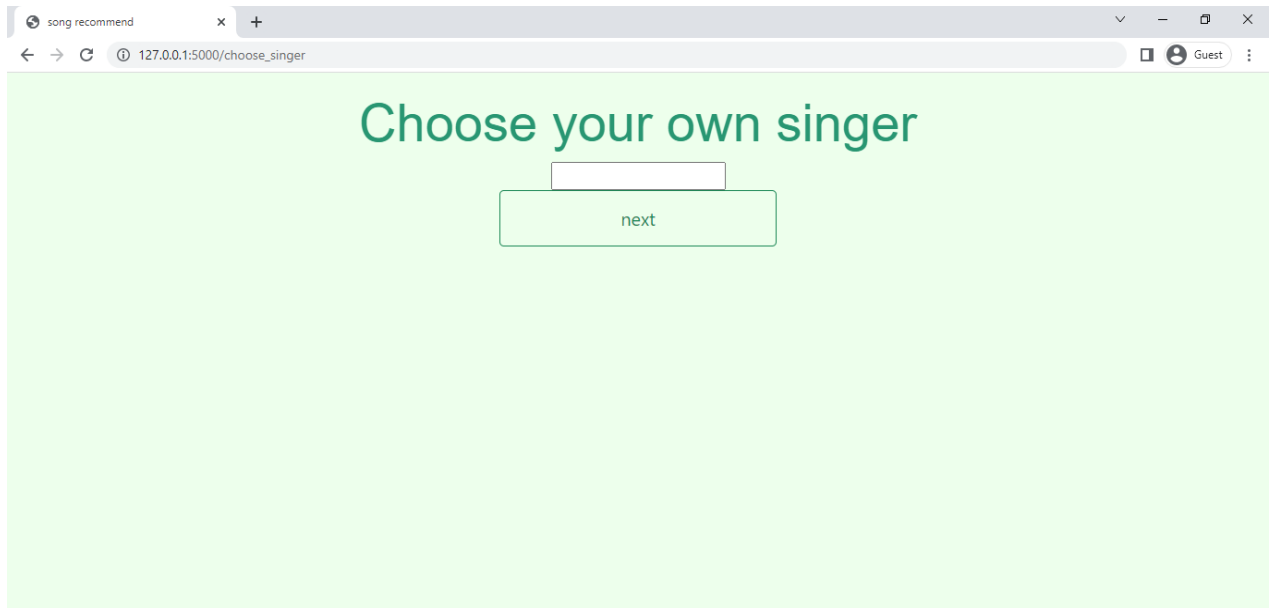 song recommend
127.0.0.1:5000/choose_singer
Guest
Choose your own singer
next